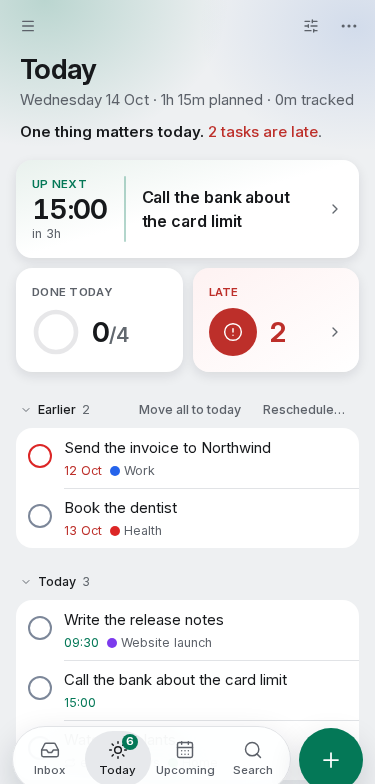 Today
Wednesday 14 Oct · 1h 15m planned · 0m tracked
One thing matters today. 2 tasks are late.
UP NEXT
15:00
in 3h
Call the bank about
the card limit
DONE TODAY
0/4
LATE
2
Earlier 2 Move all to today Reschedule…
Send the invoice to Northwind
12 Oct Work
Book the dentist
13 Oct Health
Today 3
Write the release notes
09:30 Website launch
Call the bank about the card limit
15:00
6
Inbox Today Upcoming Search